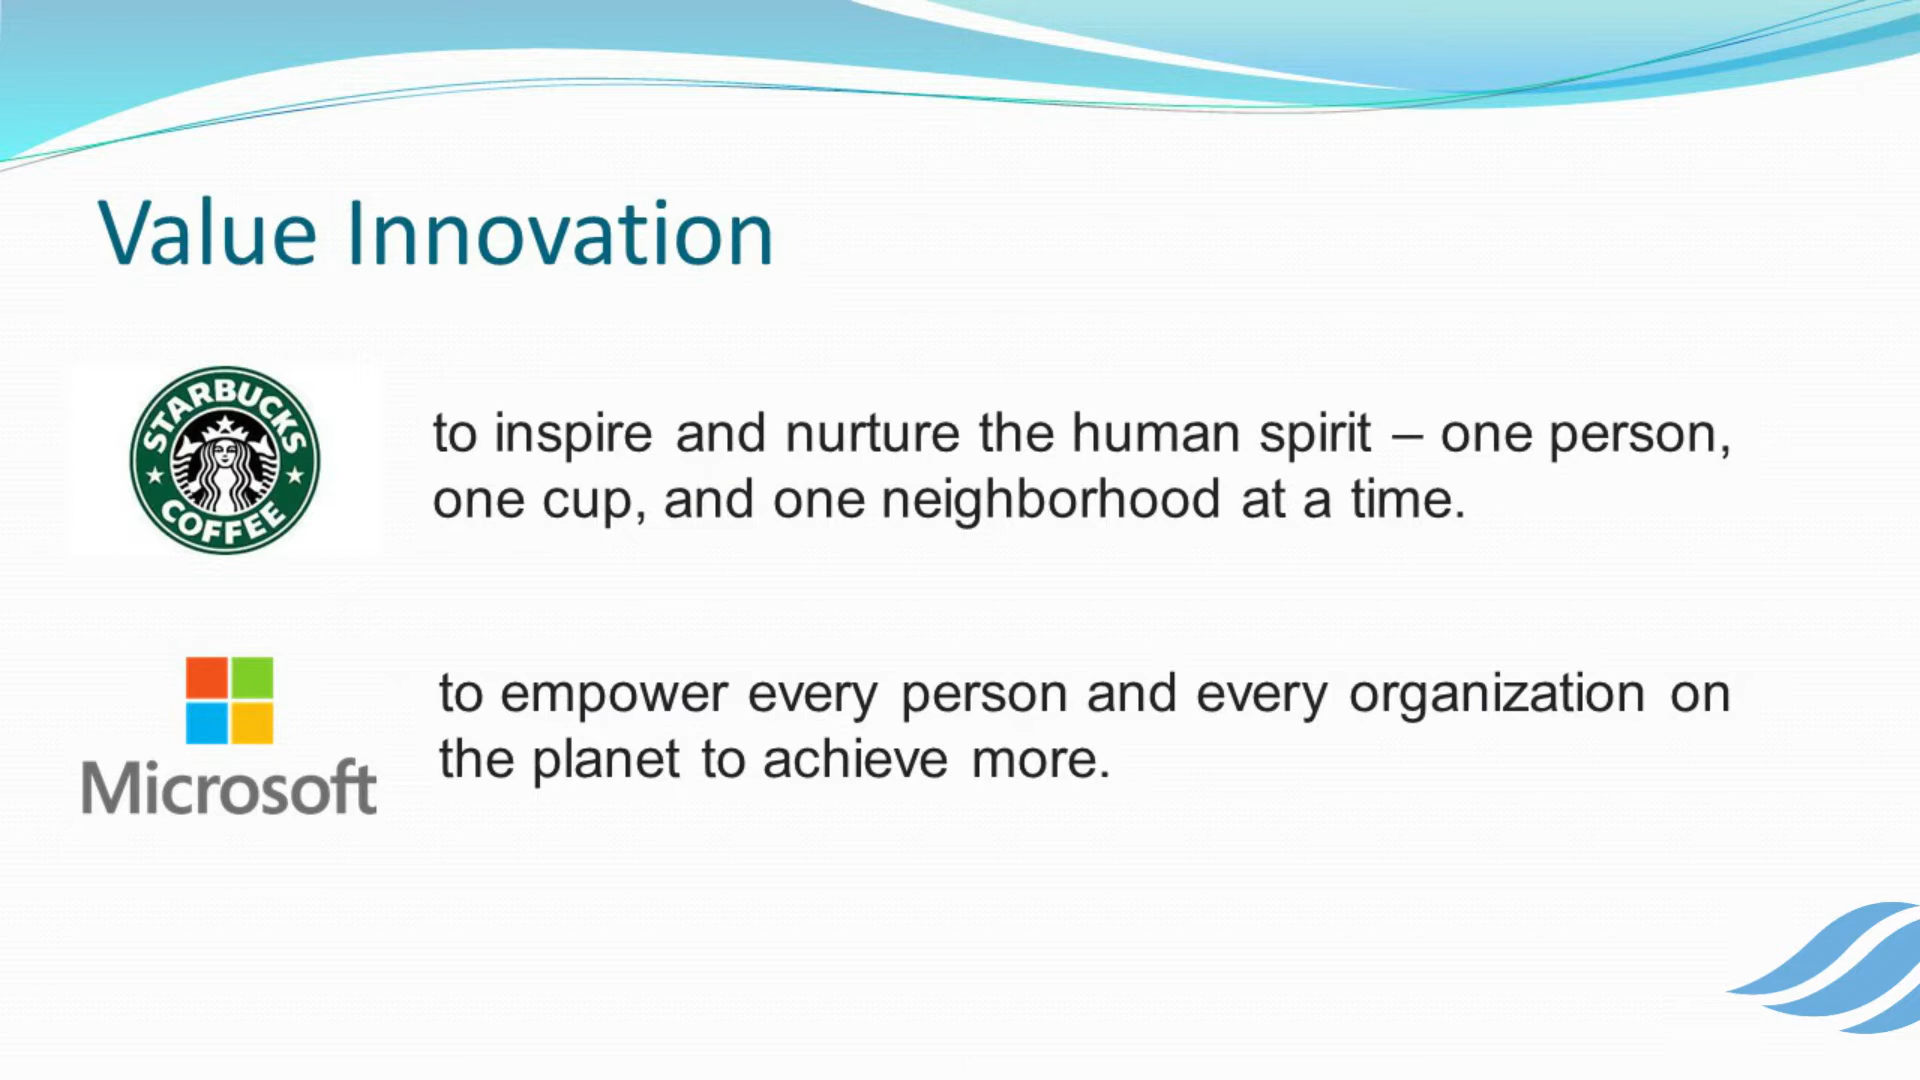 Value Innovation
STARBUCKS
COFFEE
to inspire and nurture the human spirit – one person,
one cup, and one neighborhood at a time.
Microsoft
to empower every person and every organization on
the planet to achieve more.